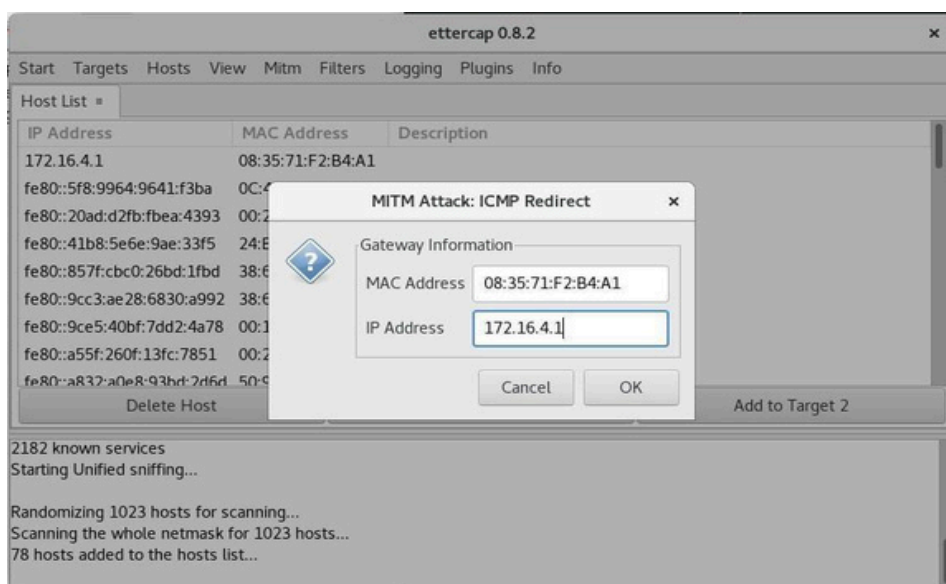 ettercap 0.8.2 ×
Start Targets Hosts View Mitm Filters Logging Plugins Info
Host List
IP Address MAC Address Description
172.16.4.1 08:35:71:F2:B4:A1
fe80::5f8:9964:9641:f3ba
fe80::20ad:d2fb:fbea:4393
fe80::41b8:5e6e:9ae:33f5
fe80::857f:cbc0:26bd:1fbd
fe80::9cc3:ae28:6830:a992
fe80::9ce5:40bf:7dd2:4a78
fe80::a55f:260f:13fc:7851
fe80::a832:a0e8:93bd:2d6d
MITM Attack: ICMP Redirect ×
Gateway Information
MAC Address 08:35:71:F2:B4:A1
IP Address 172.16.4.1
Cancel OK
Delete Host Add to Target 2
2182 known services
Starting Unified sniffing...
Randomizing 1023 hosts for scanning...
Scanning the whole netmask for 1023 hosts...
78 hosts added to the hosts list...